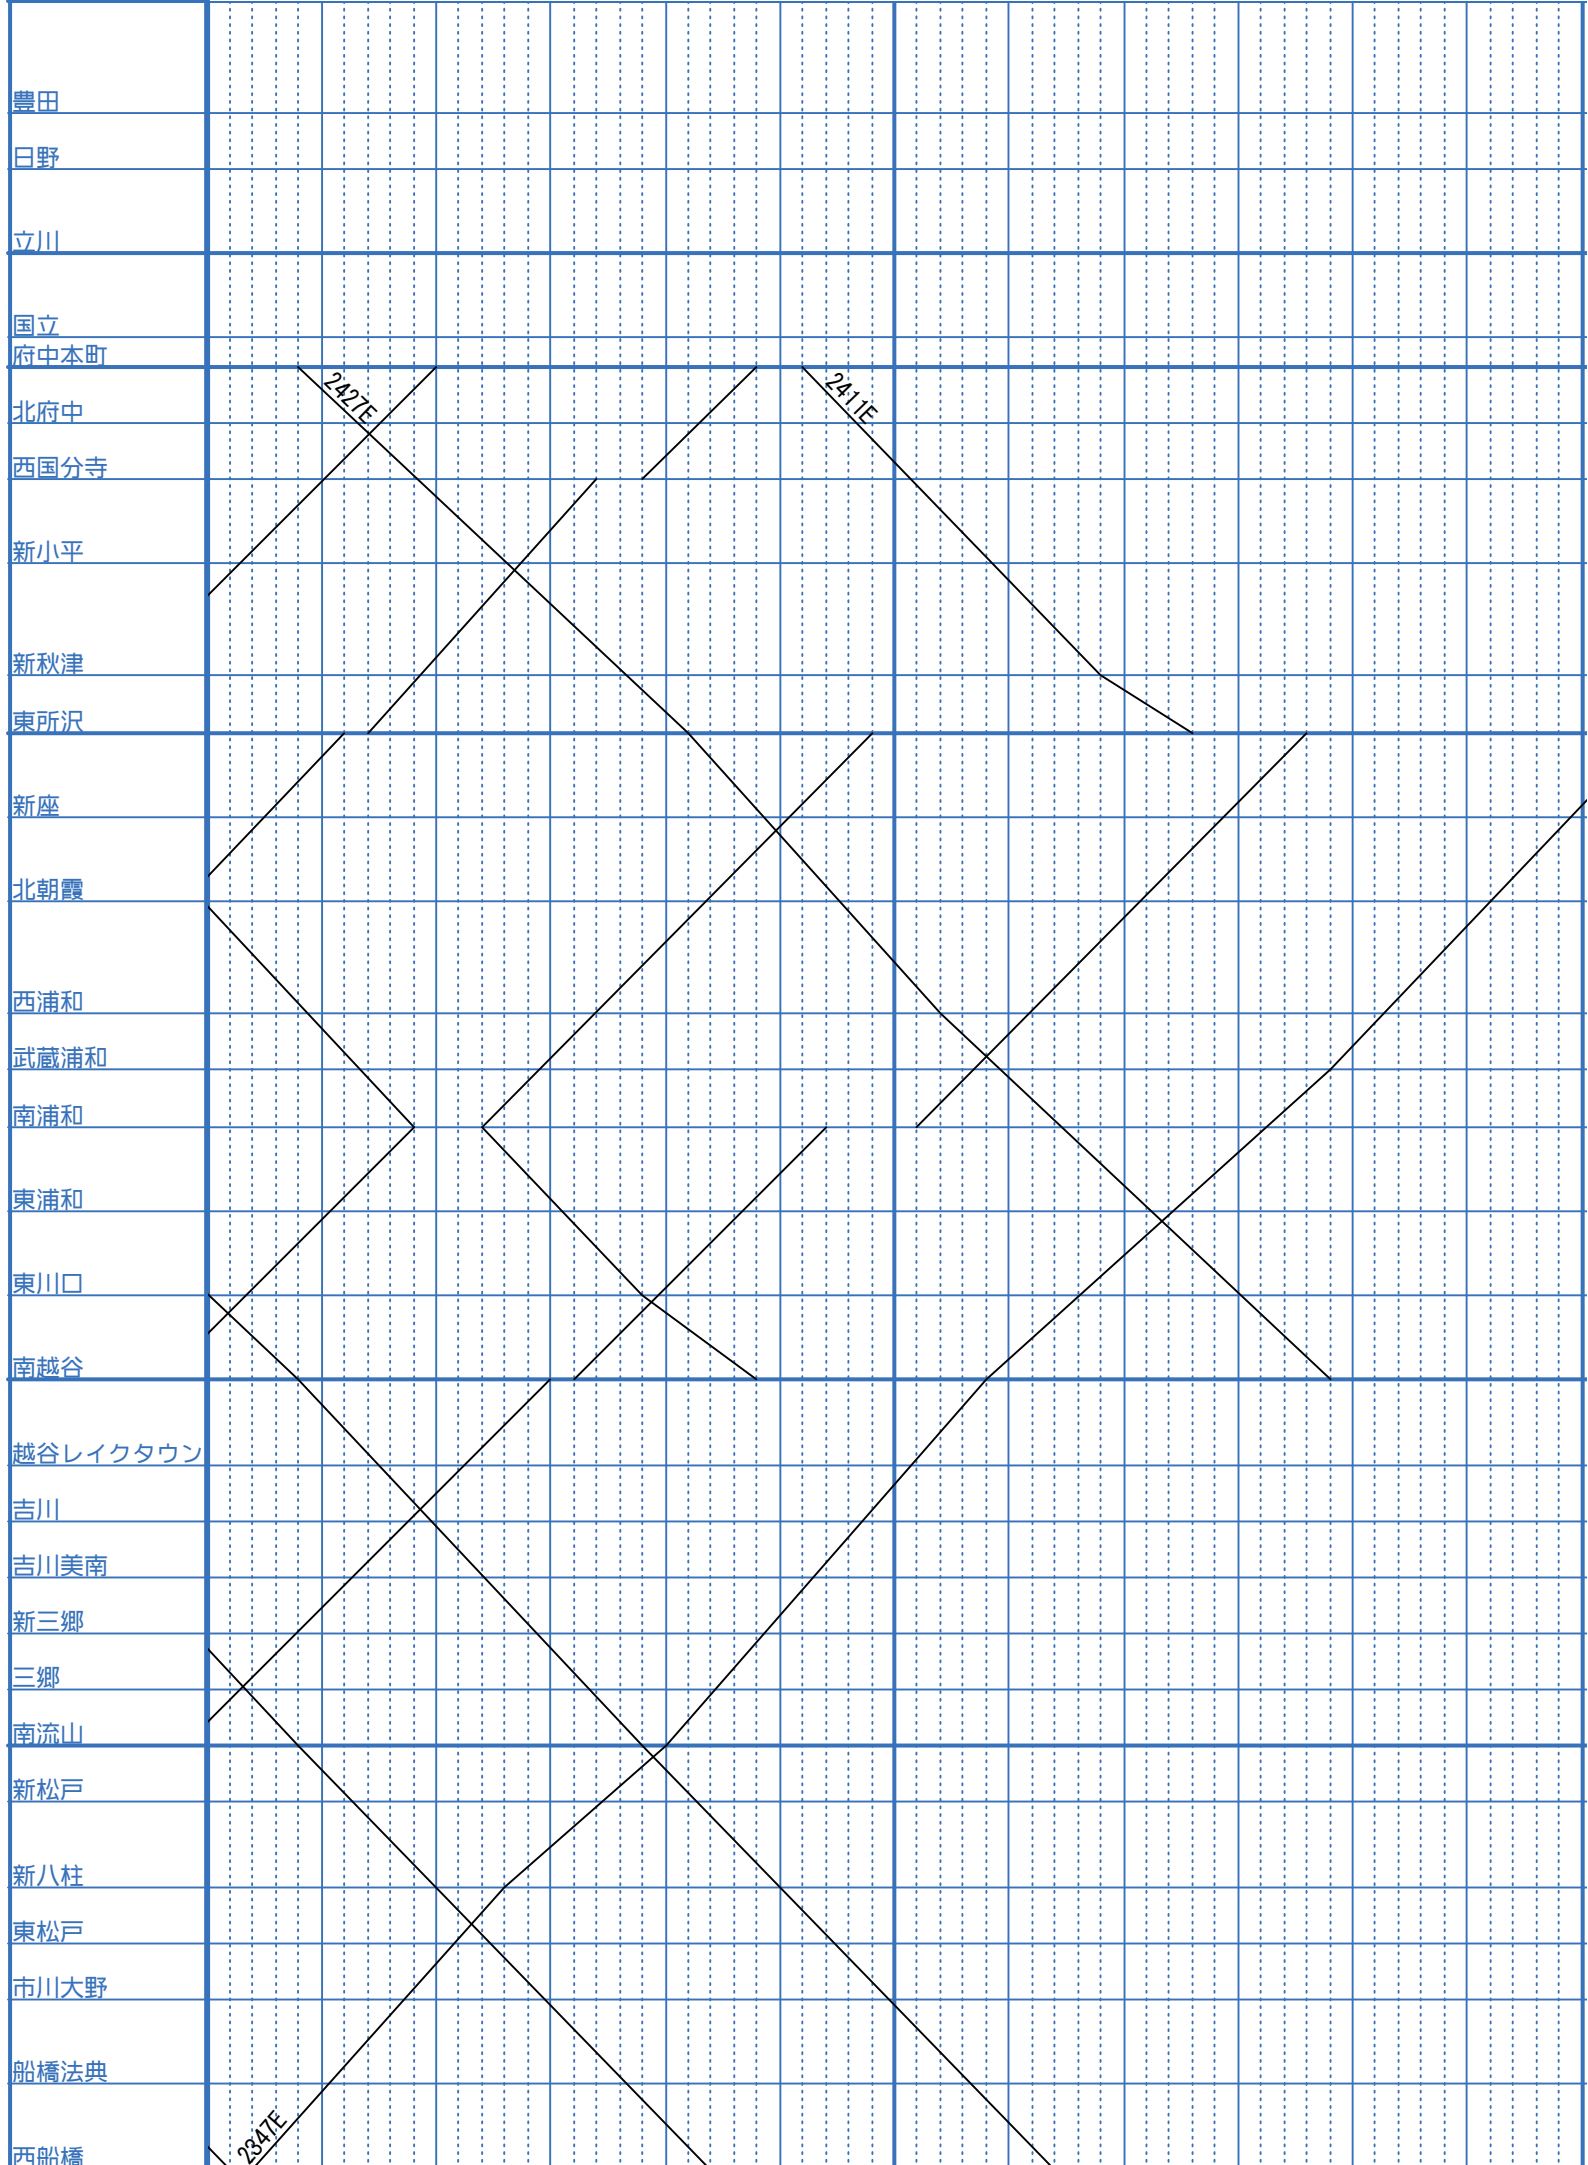 豊田
日野
立川
国立
府中本町
2427E
2411E
北府中
西国分寺
新小平
新秋津
東所沢
新座
北朝霞
西浦和
武蔵浦和
南浦和
東浦和
東川口
南越谷
越谷レイクタウン
吉川
吉川美南
新三郷
三郷
南流山
新松戸
新八柱
東松戸
市川大野
船橋法典
2347E
西船橋